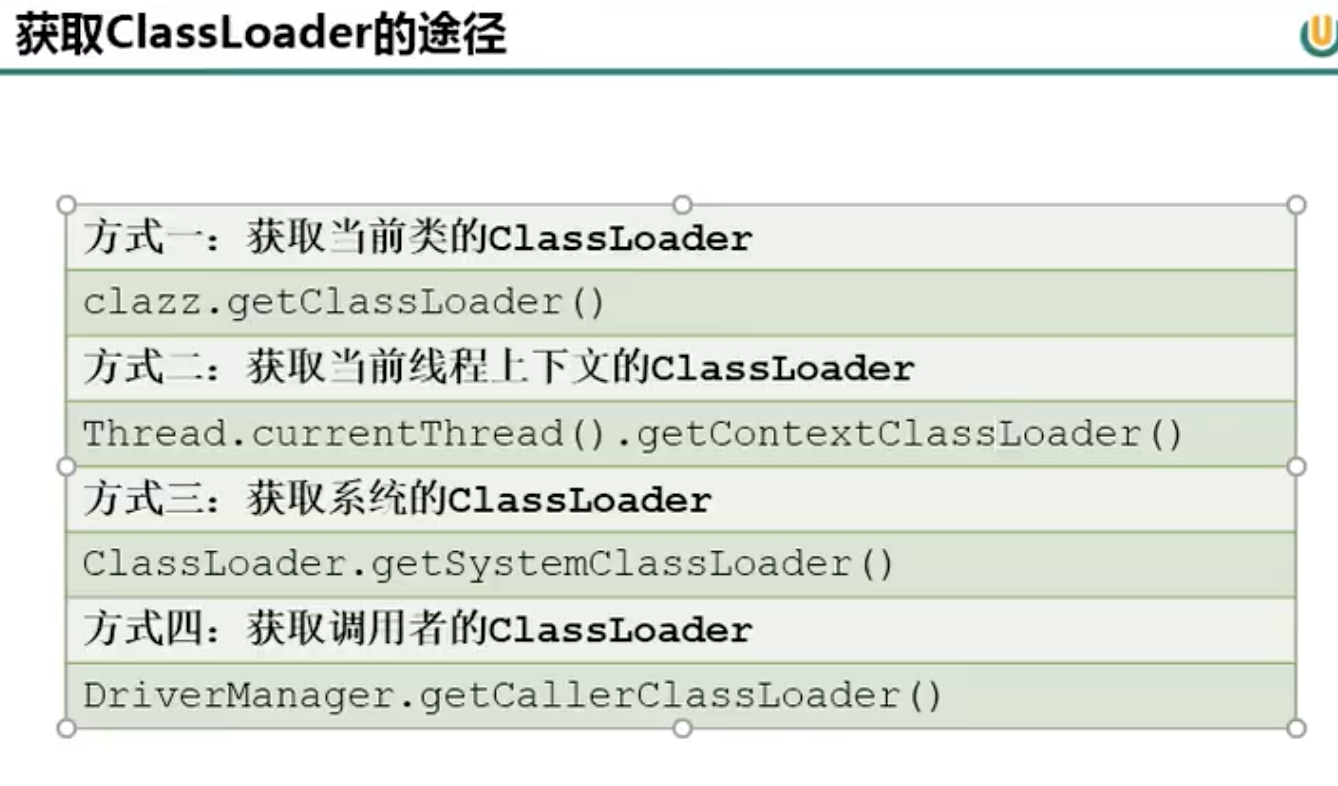 获取ClassLoader的途径
方式一：获取当前类的ClassLoader
clazz.getClassLoader()
方式二：获取当前线程上下文的ClassLoader
Thread.currentThread().getContextClassLoader()
方式三：获取系统的ClassLoader
ClassLoader.getSystemClassLoader()
方式四：获取调用者的ClassLoader
DriverManager.getCallerClassLoader()